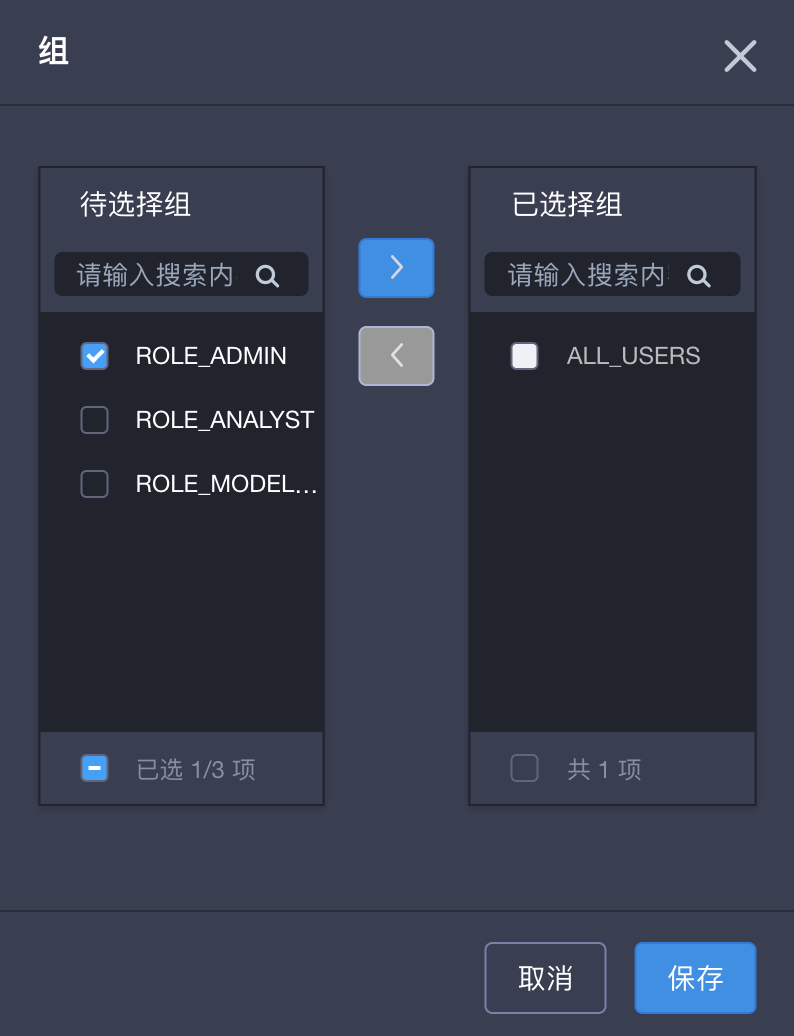 组
待选择组
请输入搜索内
ROLE_ADMIN
ROLE_ANALYST
ROLE_MODEL...
已选 1/3 项
已选择组
请输入搜索内
ALL_USERS
共 1 项
取消
保存